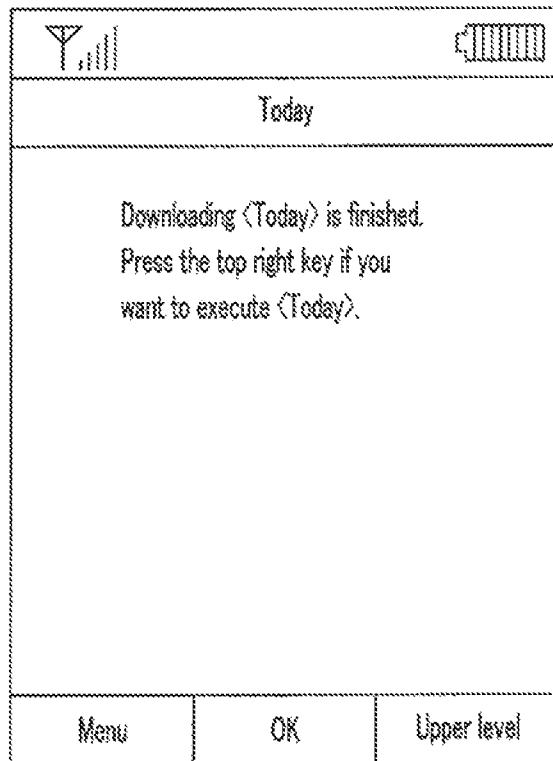 Today
Downloading 〈Today〉 is finished.
Press the top right key if you
want to execute 〈Today〉.
Menu OK Upper level